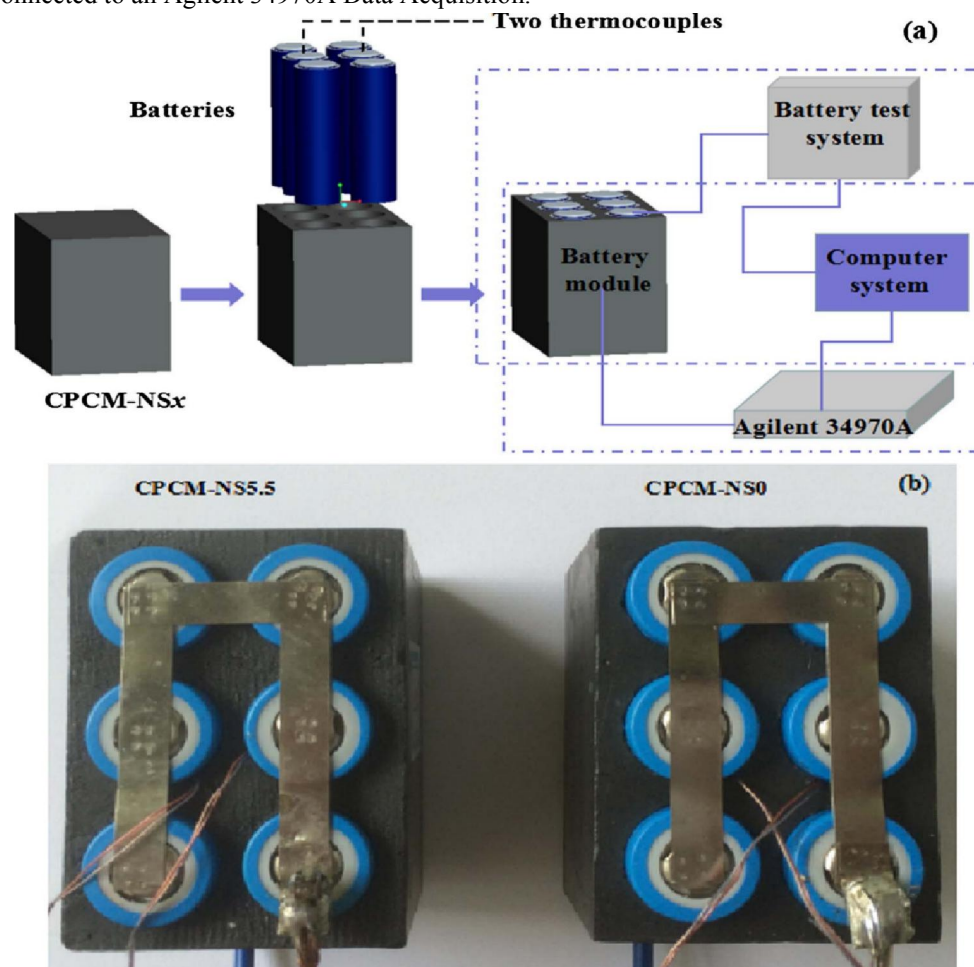 onnected to an Agilent 34970A Data Acquisition.
Two thermocouples
(a)
Batteries
Battery test
system
Battery
module
Computer
system
CPCM-NSx
Agilent 34970A
CPCM-NS5.5
CPCM-NS0
(b)